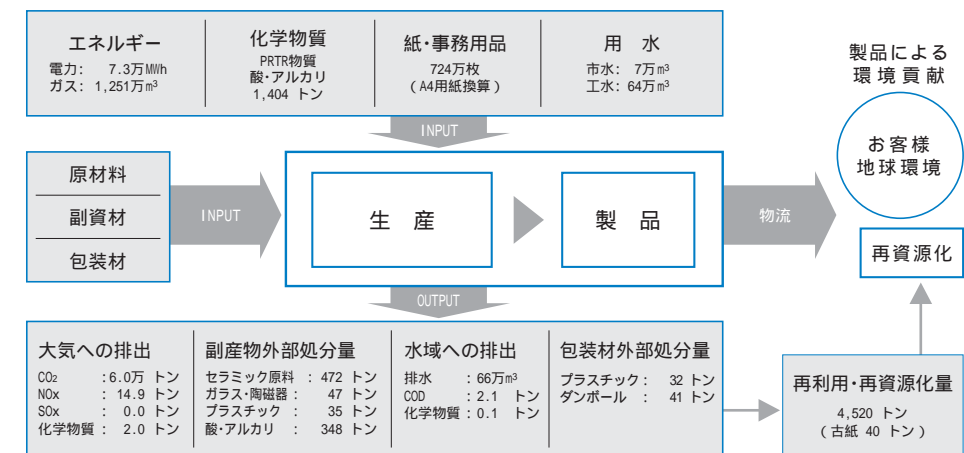 エネルギー
電力: 7.3万MWh
ガス: 1,251万m³
化学物質
PRTR物質
酸・アルカリ
1,404 トン
紙・事務用品
724万枚
(A4用紙換算)
用 水
市水: 7万m³
工水: 64万m³
製品による
環境貢献
お客様
地球環境
INPUT
原材料
副資材
包装材
INPUT
生 産
製 品
物流
再資源化
OUTPUT
大気への排出
CO₂ :6.0万 トン
NOx : 14.9 トン
SOx : 0.0 トン
化学物質 : 2.0 トン
副産物外部処分量
セラミック原料 : 472 トン
ガラス・陶磁器 : 47 トン
プラスチック : 35 トン
酸・アルカリ : 348 トン
水域への排出
排水 : 66万m³
COD : 2.1 トン
化学物質 : 0.1 トン
包装材外部処分量
プラスチック : 32 トン
ダンボール : 41 トン
再利用・再資源化量
4,520 トン
(古紙 40 トン)